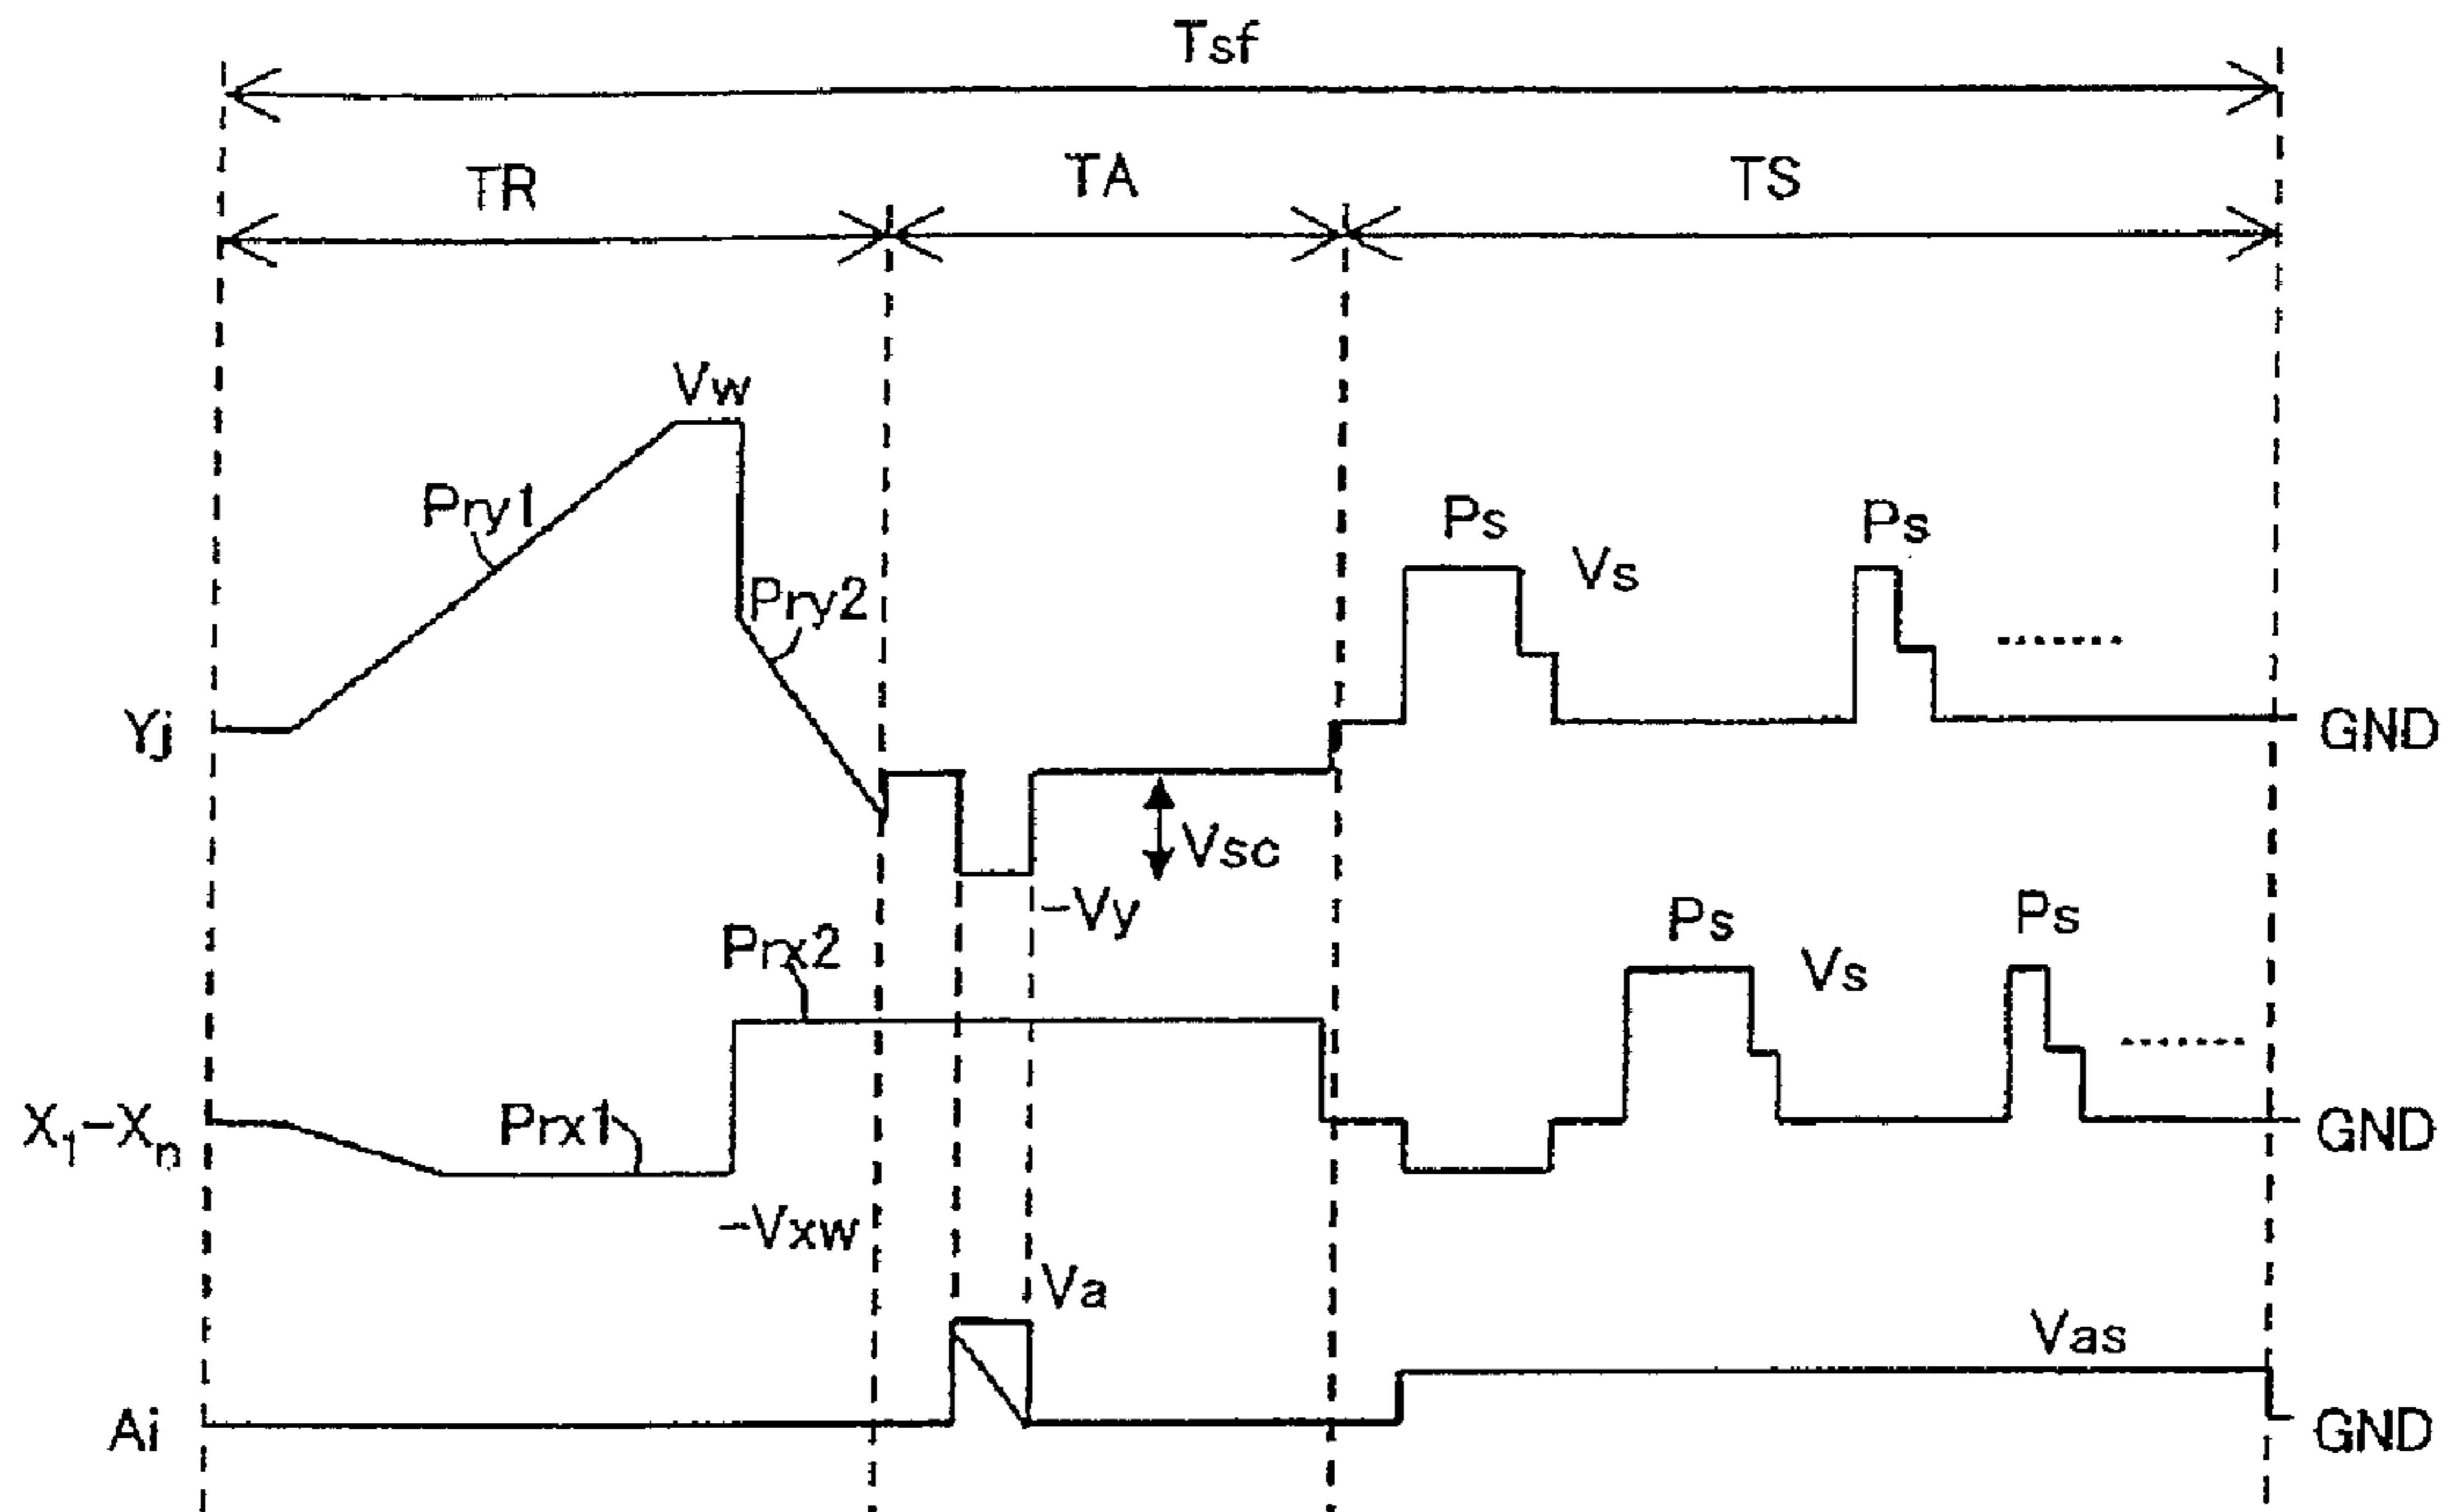 Tsf
TR TA TS
Vw
Pry1
Ps Vs Ps
Pry2
Yj GND
Vsc
-Vy
Prx2
Ps Vs Ps
X1-Xn Prx1 GND
-Vxw
Va
Vas
Ai GND